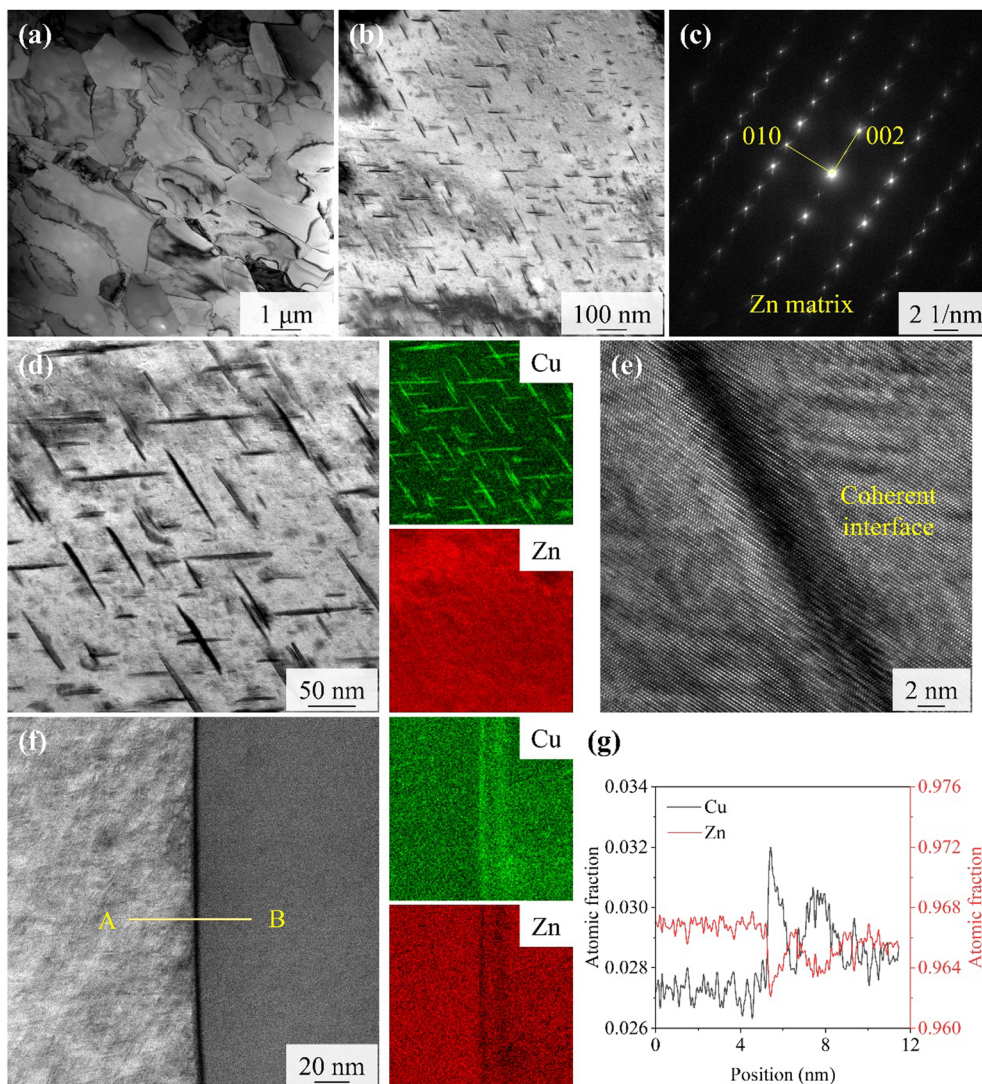 (a)
1 μm
(b)
100 nm
(c)
010
002
Zn matrix
2 1/nm
(d)
50 nm
Cu
Zn
(e)
Coherent
interface
2 nm
(f)
A
B
20 nm
Cu
Zn
(g)
0.034
0.032
0.030
0.028
0.026
Atomic fraction
Cu
Zn
0.976
0.972
0.968
0.964
0.960
Atomic fraction
0
4
8
12
Position (nm)